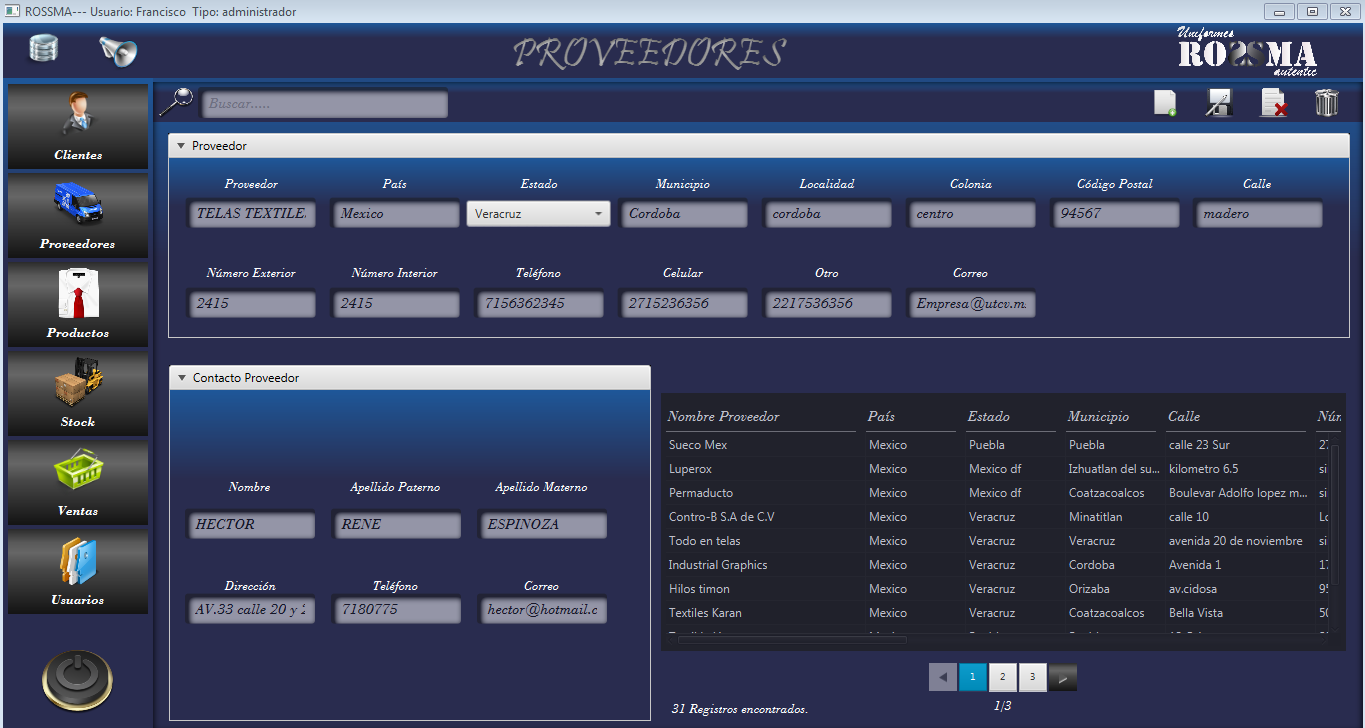 ROSSMA--- Usuario: Francisco Tipo: administrador
PROVEEDORES
Uniformes
ROSSMA
autentic
Buscar.....
Clientes
Proveedores
Productos
Stock
Ventas
Usuarios
Proveedor
Proveedor País Estado Municipio Localidad Colonia Código Postal Calle
TELAS TEXTILE. Mexico Veracruz Cordoba cordoba centro 94567 madero
Número Exterior Número Interior Teléfono Celular Otro Correo
2415 2415 7156362345 2715236356 2217536356 Empresa@utcv.m
Contacto Proveedor
Nombre Apellido Paterno Apellido Materno
HECTOR RENE ESPINOZA
Dirección Teléfono Correo
AV.33 calle 20 y 2 7180775 hector@hotmail.c
Nombre Proveedor País Estado Municipio Calle Núm
Sueco Mex Mexico Puebla Puebla calle 23 Sur 27
Luperox Mexico Mexico df Izhuatlan del su... kilometro 6.5 si
Permaducto Mexico Mexico df Coatzacoalcos Boulevar Adolfo lopez m... si
Contro-B S.A de C.V Mexico Veracruz Minatitlan calle 10 Lo
Todo en telas Mexico Veracruz Veracruz avenida 20 de noviembre si
Industrial Graphics Mexico Veracruz Cordoba Avenida 1 17
Hilos timon Mexico Veracruz Orizaba av.cidosa 95
Textiles Karan Mexico Veracruz Coatzacoalcos Bella Vista 50
1 2 3
1/3
31 Registros encontrados.